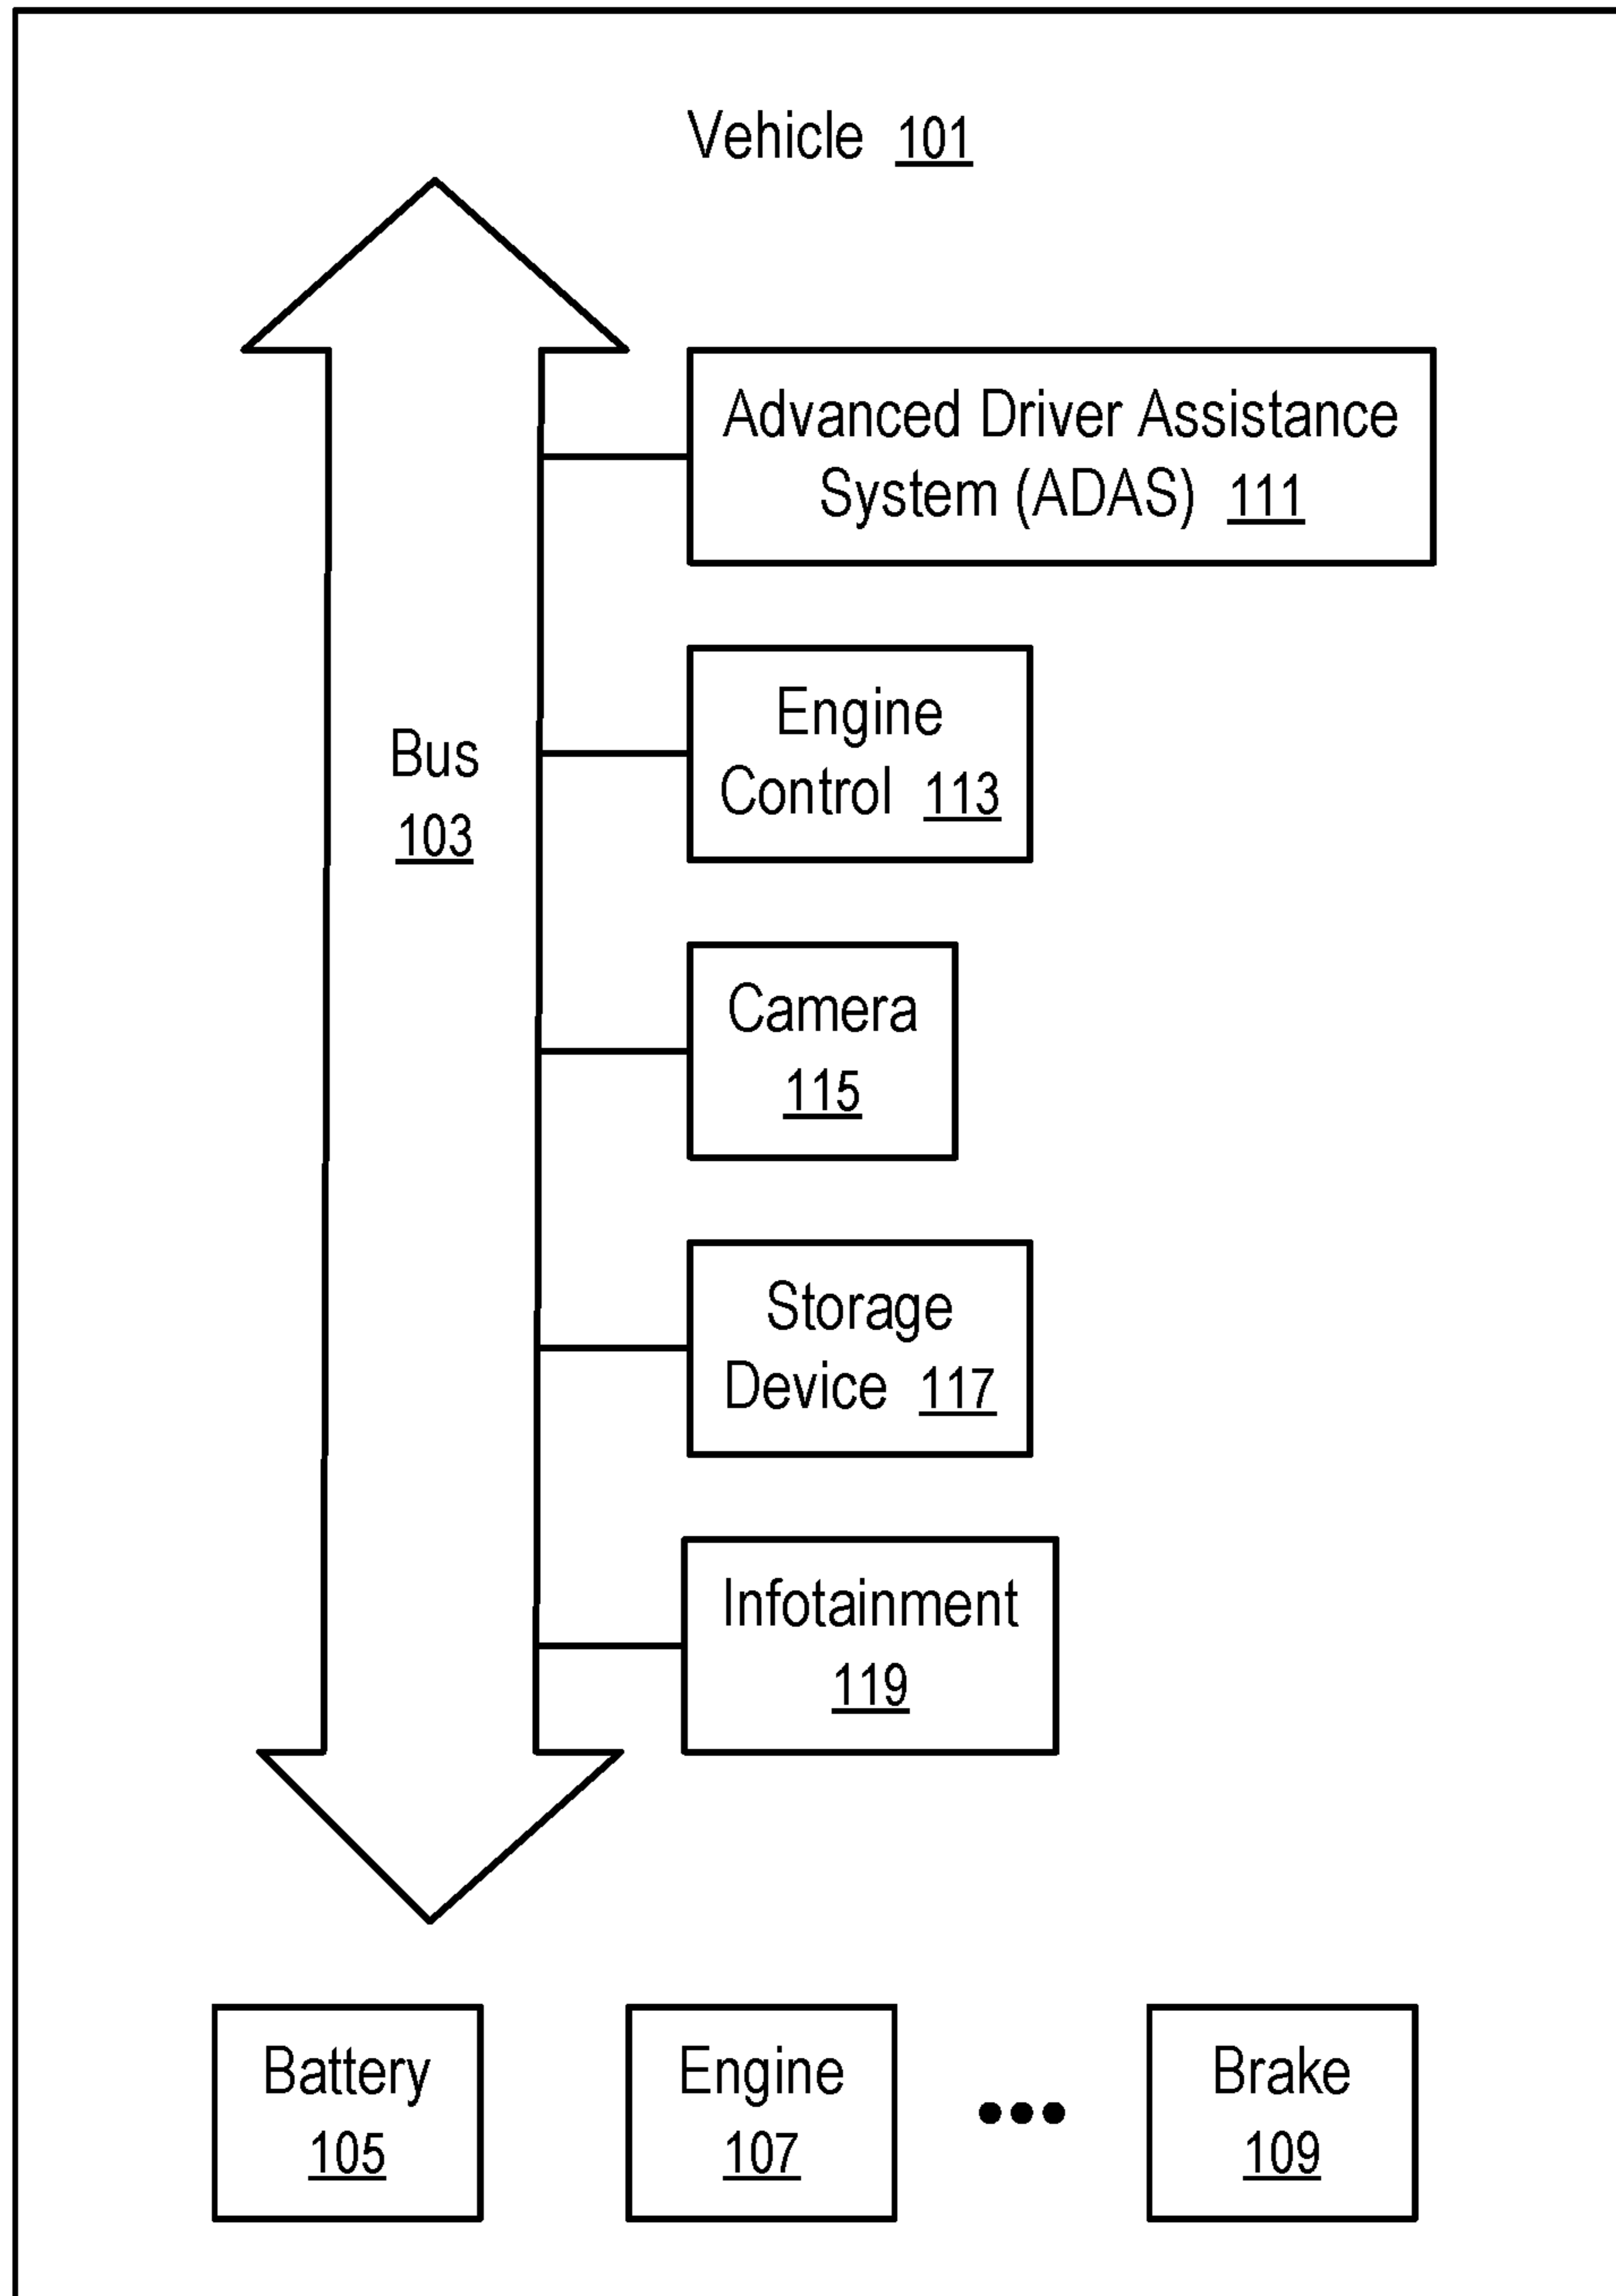 Vehicle 101
Advanced Driver Assistance
System (ADAS) 111
Bus
103
Engine
Control 113
Camera
115
Storage
Device 117
Infotainment
119
Battery
105
Engine
107
Brake
109